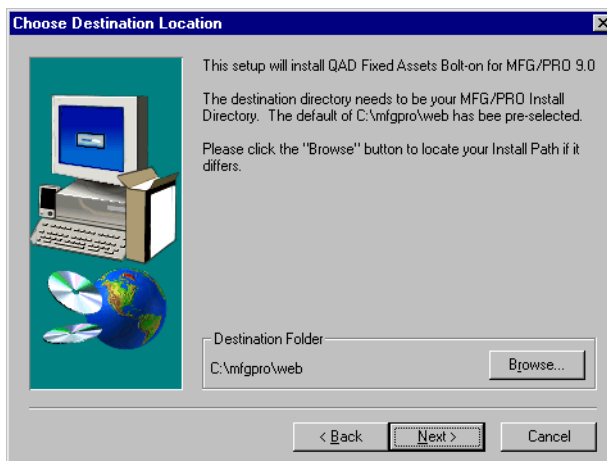 Choose Destination Location
This setup will install QAD Fixed Assets Bolt-on for MFG/PRO 9.0
The destination directory needs to be your MFG/PRO Install
Directory. The default of C:\mfgpro\web has bee pre-selected.
Please click the "Browse" button to locate your Install Path if it
differs.
Destination Folder
C:\mfgpro\web
Browse...
< Back
Next >
Cancel